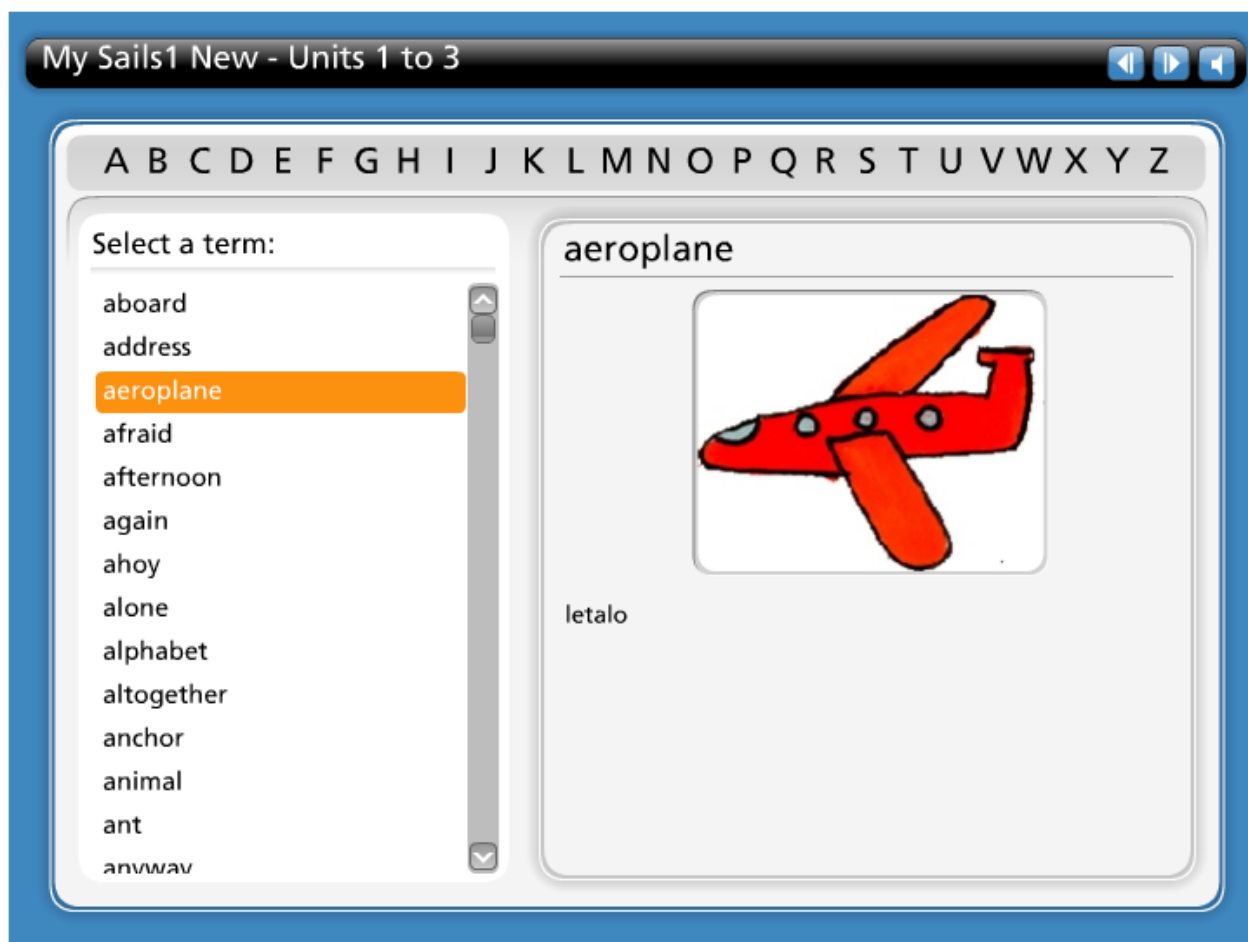 My Sails1 New - Units 1 to 3
A B C D E F G H I J K L M N O P Q R S T U V W X Y Z
Select a term:
aboard
address
aeroplane
afraid
afternoon
again
ahoy
alone
alphabet
altogether
anchor
animal
ant
anyway
aeroplane
letalo